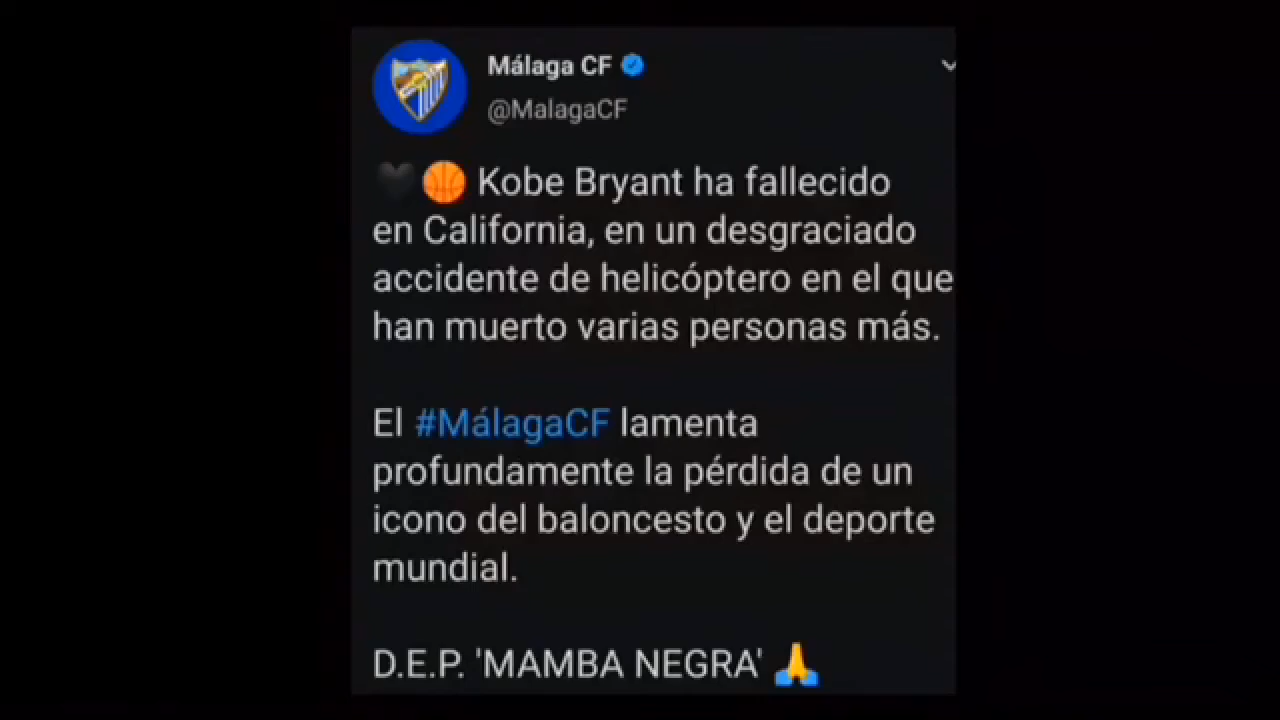 Málaga CF
@MalagaCF
🖤🏀 Kobe Bryant ha fallecido
en California, en un desgraciado
accidente de helicóptero en el que
han muerto varias personas más.
El #MálagaCF lamenta
profundamente la pérdida de un
icono del baloncesto y el deporte
mundial.
D.E.P. 'MAMBA NEGRA' 🙏